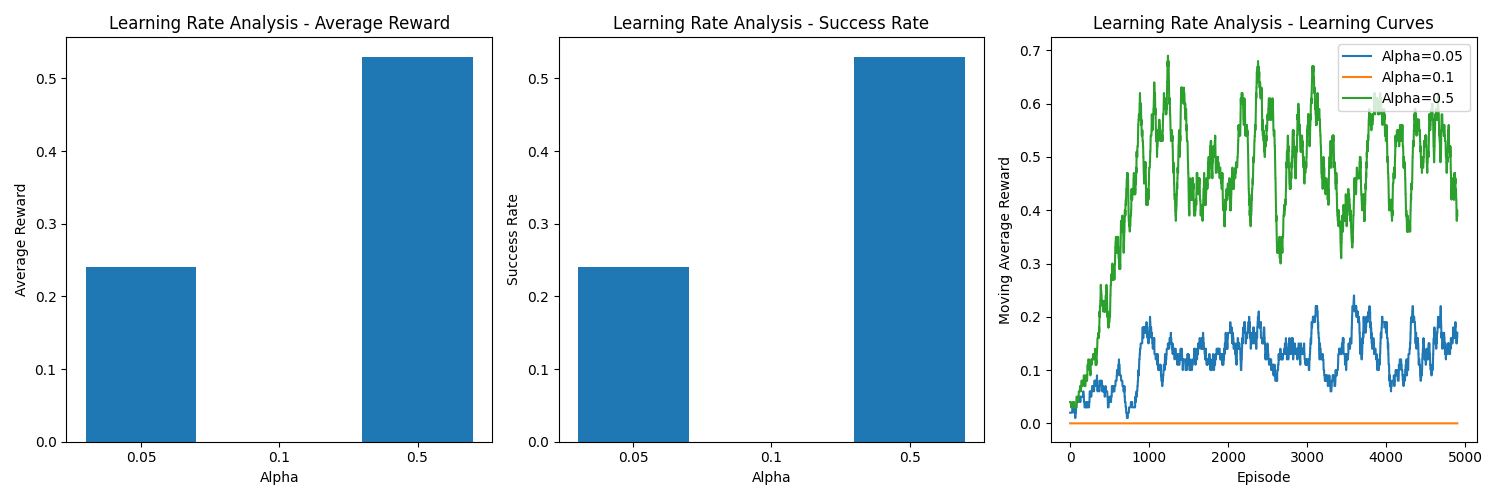 Learning Rate Analysis - Average Reward
Average Reward
0.5
0.4
0.3
0.2
0.1
0.0
0.05
0.1
0.5
Alpha
Learning Rate Analysis - Success Rate
Success Rate
0.5
0.4
0.3
0.2
0.1
0.0
0.05
0.1
0.5
Alpha
Learning Rate Analysis - Learning Curves
Moving Average Reward
0.7
0.6
0.5
0.4
0.3
0.2
0.1
0.0
Alpha=0.05
Alpha=0.1
Alpha=0.5
0
1000
2000
3000
4000
5000
Episode